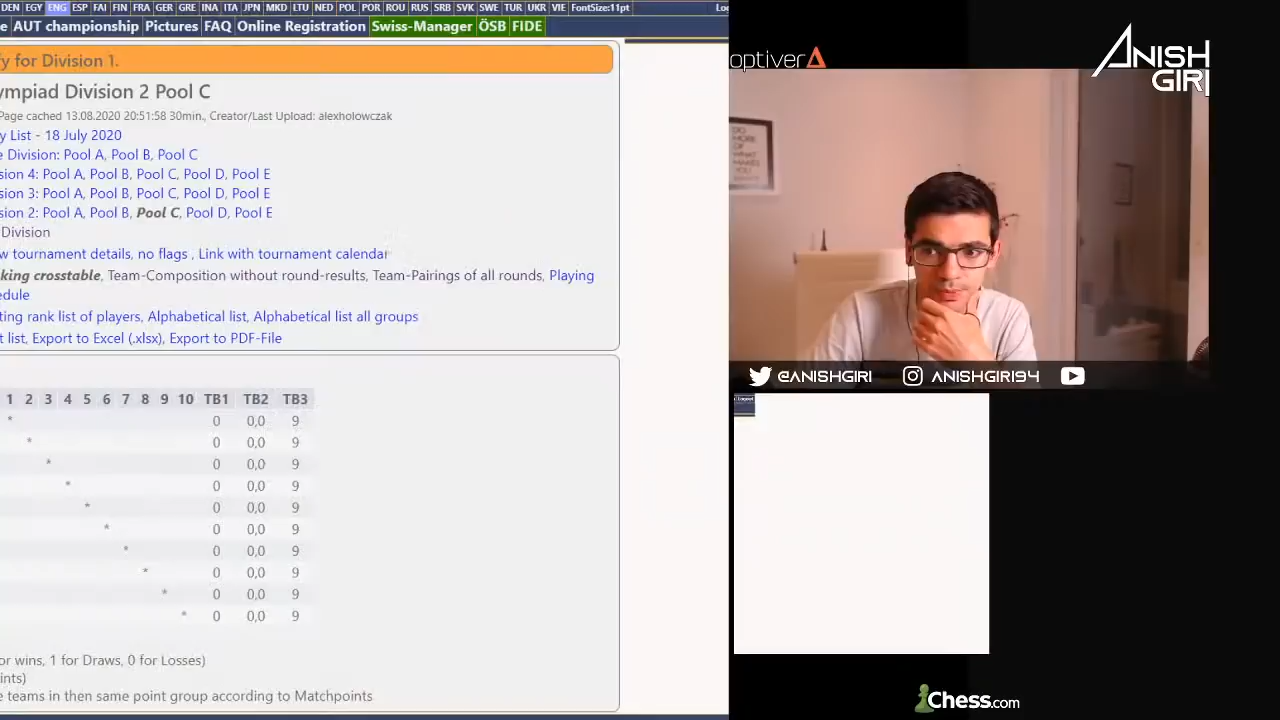 DEN EGY ENG ESP FAI FIN FRA GER GRE INA ITA JPN MKD LTU NED POL POR ROU RUS SRB SVK SWE TUR UKR VIE FontSize:11pt Lo
e AUT championship Pictures FAQ Online Registration Swiss-Manager ÖSB FIDE
y for Division 1.
ympiad Division 2 Pool C
Page cached 13.08.2020 20:51:58 30min., Creator/Last Upload: alexholowczak
y List - 18 July 2020
e Division: Pool A, Pool B, Pool C
sion 4: Pool A, Pool B, Pool C, Pool D, Pool E
sion 3: Pool A, Pool B, Pool C, Pool D, Pool E
sion 2: Pool A, Pool B, Pool C, Pool D, Pool E
Division
w tournament details, no flags , Link with tournament calendar
king crosstable, Team-Composition without round-results, Team-Pairings of all rounds, Playing
edule
ting rank list of players, Alphabetical list, Alphabetical list all groups
t list, Export to Excel (.xlsx), Export to PDF-File
1 2 3 4 5 6 7 8 9 10 TB1 TB2 TB3
* 0 0,0 9
* 0 0,0 9
* 0 0,0 9
* 0 0,0 9
* 0 0,0 9
* 0 0,0 9
* 0 0,0 9
* 0 0,0 9
* 0 0,0 9
* 0 0,0 9
or wins, 1 for Draws, 0 for Losses)
ints)
e teams in then same point group according to Matchpoints
optiver
ANISH
GIRI
DO
MORE
OF
WHAT
MAKES
YOU
@ANISHGIRI ANISHGIRI94
Chess.com